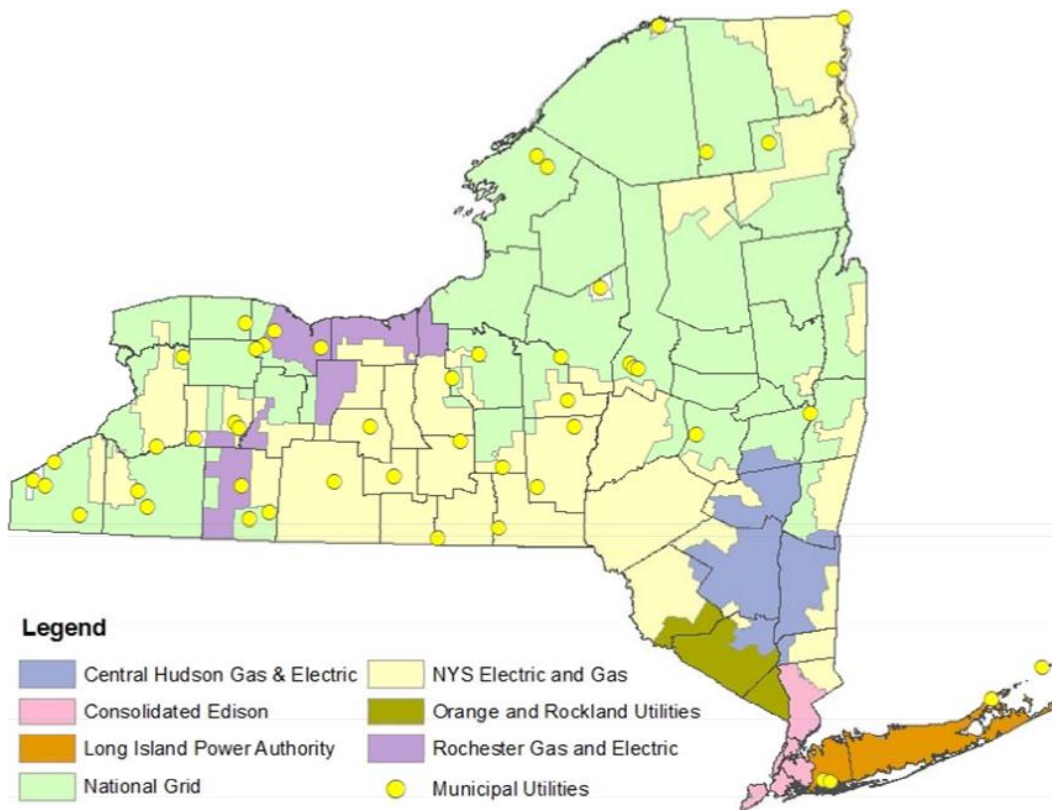 Legend
Central Hudson Gas & Electric
Consolidated Edison
Long Island Power Authority
National Grid
NYS Electric and Gas
Orange and Rockland Utilities
Rochester Gas and Electric
Municipal Utilities